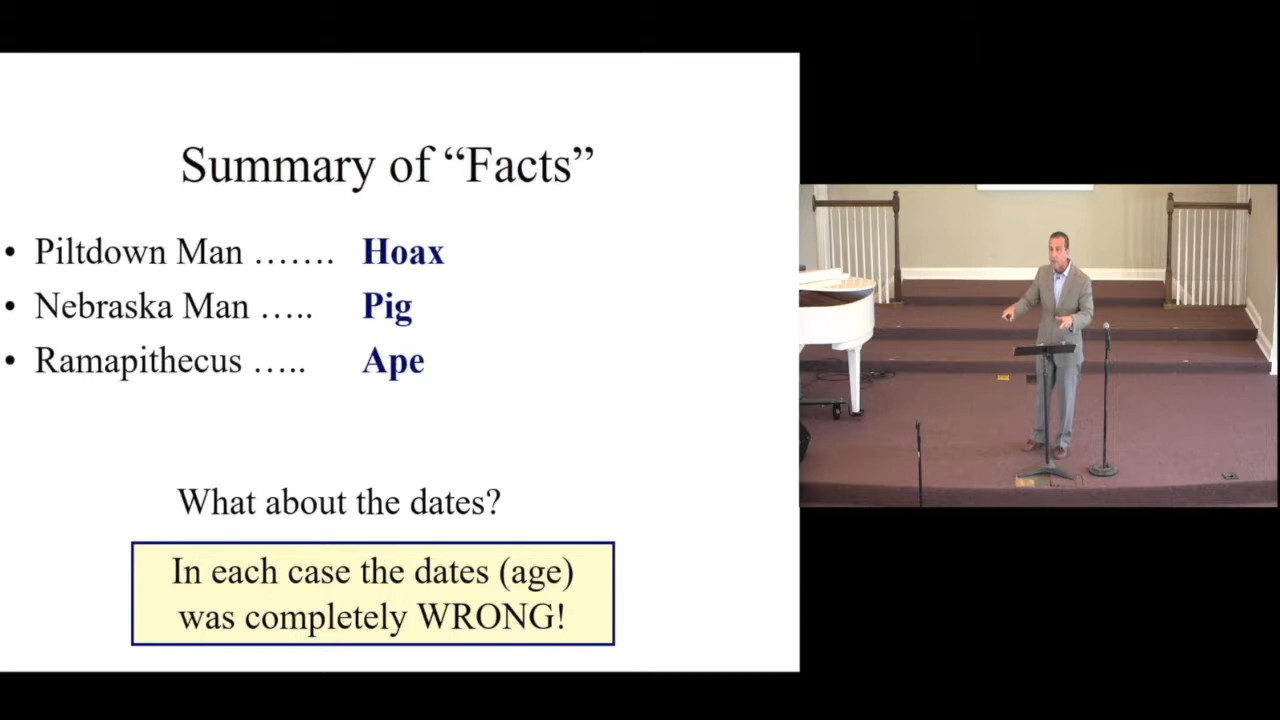 Summary of “Facts”
• Piltdown Man ……. Hoax
• Nebraska Man ….. Pig
• Ramapithecus ….. Ape
What about the dates?
In each case the dates (age)
was completely WRONG!